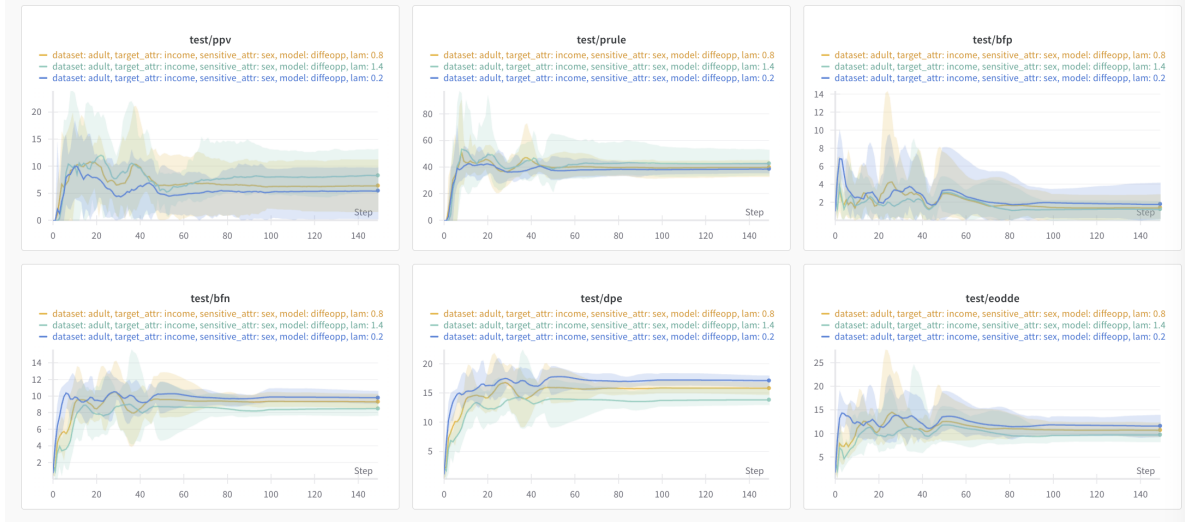 test/ppv
dataset: adult, target_attr: income, sensitive_attr: sex, model: diffeopp, lam: 0.8
dataset: adult, target_attr: income, sensitive_attr: sex, model: diffeopp, lam: 1.4
dataset: adult, target_attr: income, sensitive_attr: sex, model: diffeopp, lam: 0.2
20
15
10
5
0
Step
0 20 40 60 80 100 120 140
test/prule
dataset: adult, target_attr: income, sensitive_attr: sex, model: diffeopp, lam: 0.8
dataset: adult, target_attr: income, sensitive_attr: sex, model: diffeopp, lam: 1.4
dataset: adult, target_attr: income, sensitive_attr: sex, model: diffeopp, lam: 0.2
80
60
40
20
0
Step
0 20 40 60 80 100 120 140
test/bfp
dataset: adult, target_attr: income, sensitive_attr: sex, model: diffeopp, lam: 0.8
dataset: adult, target_attr: income, sensitive_attr: sex, model: diffeopp, lam: 1.4
dataset: adult, target_attr: income, sensitive_attr: sex, model: diffeopp, lam: 0.2
14
12
10
8
6
4
2
Step
0 20 40 60 80 100 120 140
test/bfn
dataset: adult, target_attr: income, sensitive_attr: sex, model: diffeopp, lam: 0.8
dataset: adult, target_attr: income, sensitive_attr: sex, model: diffeopp, lam: 1.4
dataset: adult, target_attr: income, sensitive_attr: sex, model: diffeopp, lam: 0.2
14
12
10
8
6
4
2
Step
0 20 40 60 80 100 120 140
test/dpe
dataset: adult, target_attr: income, sensitive_attr: sex, model: diffeopp, lam: 0.8
dataset: adult, target_attr: income, sensitive_attr: sex, model: diffeopp, lam: 1.4
dataset: adult, target_attr: income, sensitive_attr: sex, model: diffeopp, lam: 0.2
20
15
10
5
Step
0 20 40 60 80 100 120 140
test/eodde
dataset: adult, target_attr: income, sensitive_attr: sex, model: diffeopp, lam: 0.8
dataset: adult, target_attr: income, sensitive_attr: sex, model: diffeopp, lam: 1.4
dataset: adult, target_attr: income, sensitive_attr: sex, model: diffeopp, lam: 0.2
25
20
15
10
5
Step
0 20 40 60 80 100 120 140